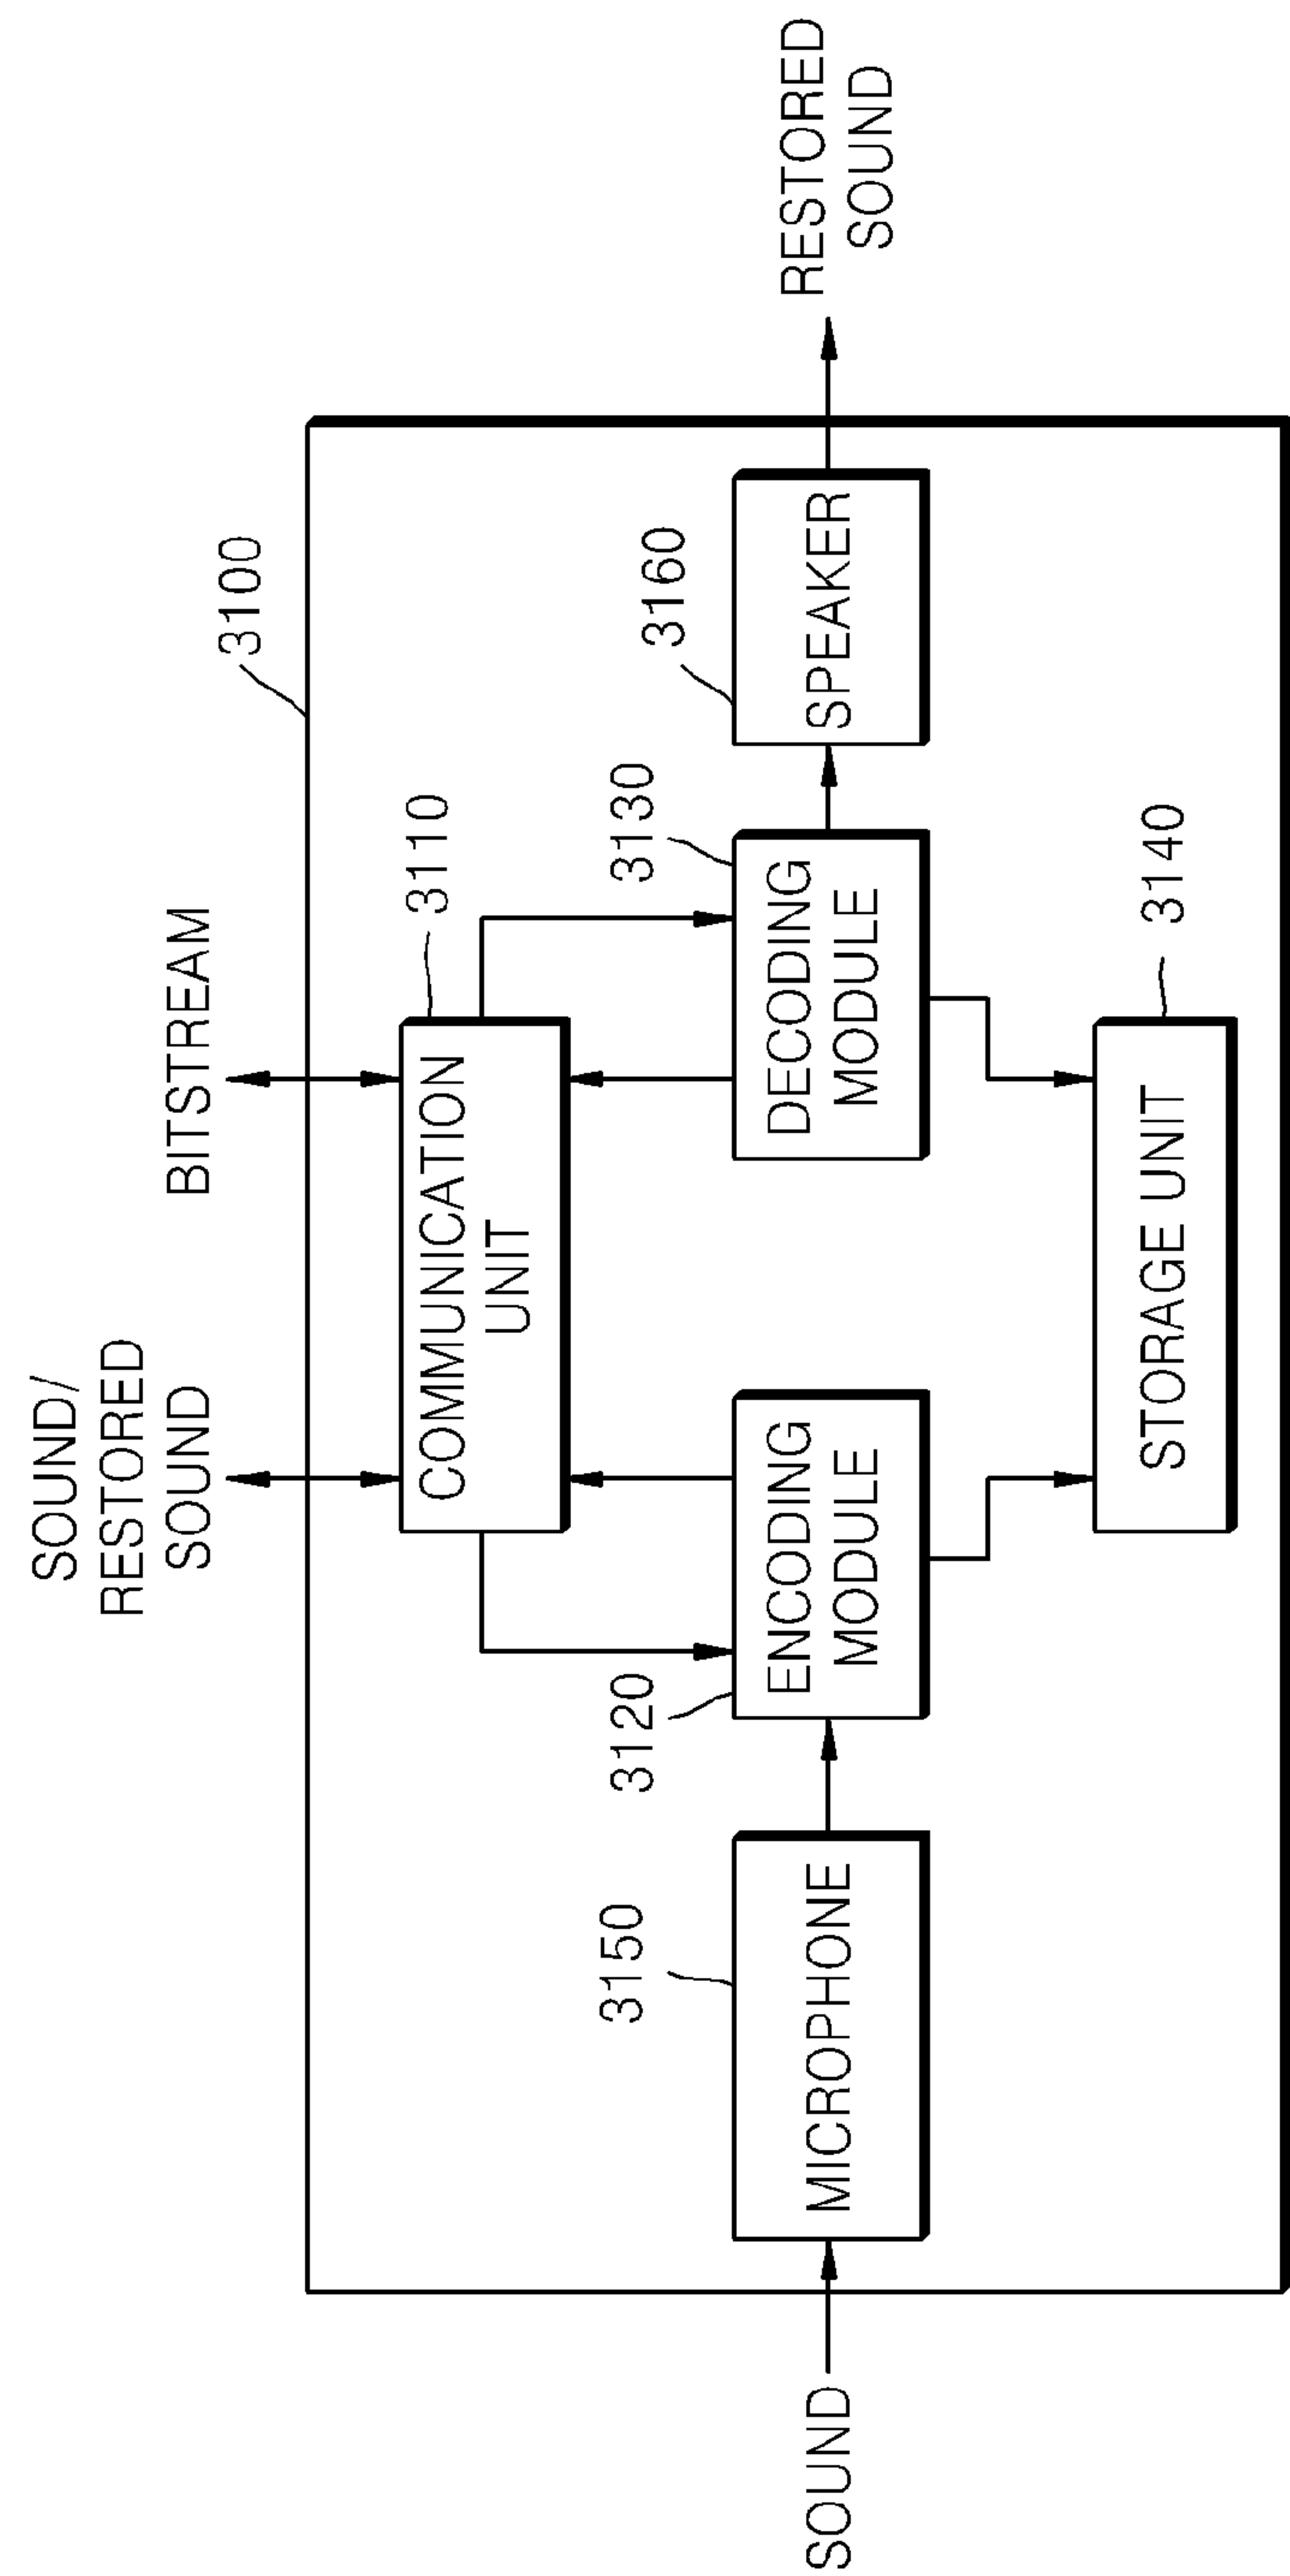 SOUND/
RESTORED
SOUND
BITSTREAM
3100
COMMUNICATION
UNIT
3110
3150
3120
3130
3160
SOUND
MICROPHONE
ENCODING
MODULE
DECODING
MODULE
SPEAKER
RESTORED
SOUND
STORAGE UNIT
3140